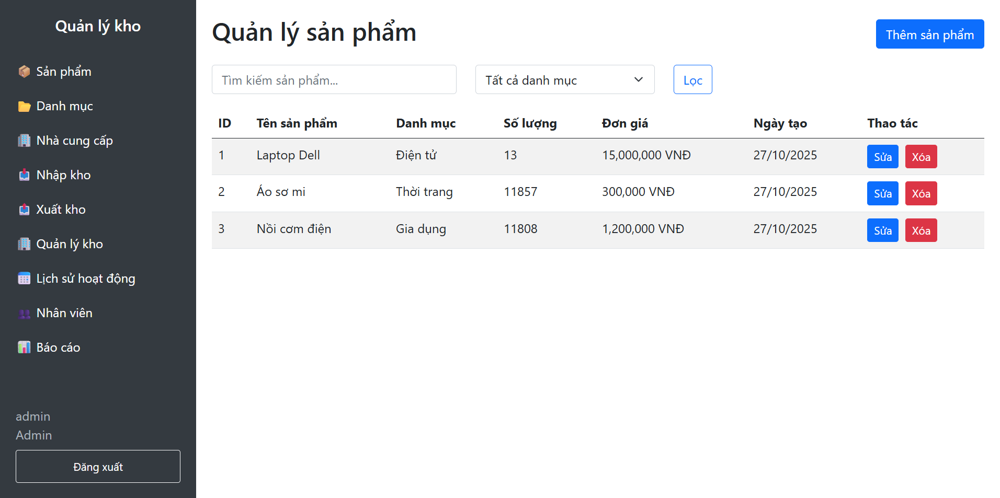 Quản lý kho
Sản phẩm
Danh mục
Nhà cung cấp
Nhập kho
Xuất kho
Quản lý kho
Lịch sử hoạt động
Nhân viên
Báo cáo
admin
Admin
Đăng xuất
Quản lý sản phẩm
Thêm sản phẩm
Tìm kiếm sản phẩm...
Tất cả danh mục
Lọc
ID Tên sản phẩm Danh mục Số lượng Đơn giá Ngày tạo Thao tác
1 Laptop Dell Điện tử 13 15,000,000 VNĐ 27/10/2025 Sửa Xóa
2 Áo sơ mi Thời trang 11857 300,000 VNĐ 27/10/2025 Sửa Xóa
3 Nồi cơm điện Gia dụng 11808 1,200,000 VNĐ 27/10/2025 Sửa Xóa